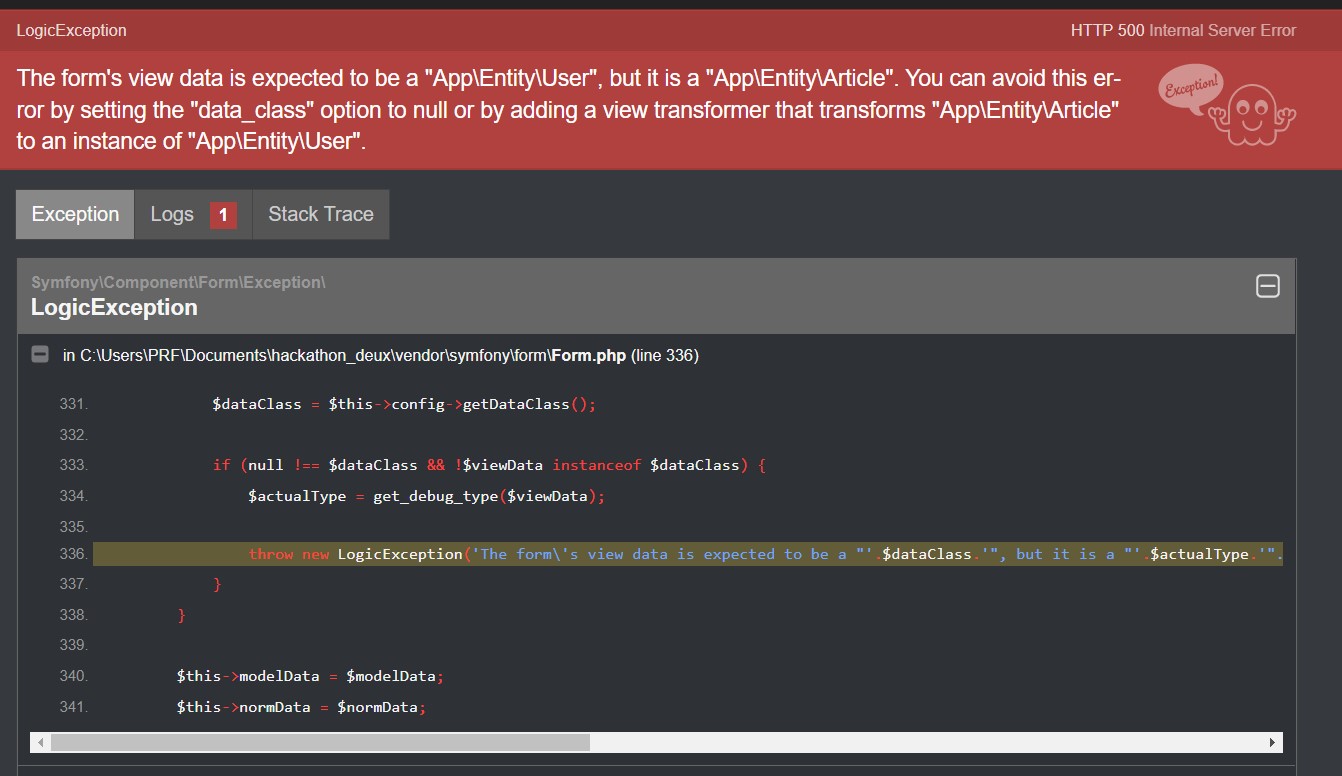 LogicException
HTTP 500 Internal Server Error
The form's view data is expected to be a "App\Entity\User", but it is a "App\Entity\Article". You can avoid this er-
ror by setting the "data_class" option to null or by adding a view transformer that transforms "App\Entity\Article"
to an instance of "App\Entity\User".
Exception!
Exception
Logs 1
Stack Trace
Symfony\Component\Form\Exception\
LogicException
in C:\Users\PRF\Documents\hackathon_deux\vendor\symfony\form\Form.php (line 336)
331. $dataClass = $this->config->getDataClass();
332.
333. if (null !== $dataClass && !$viewData instanceof $dataClass) {
334. $actualType = get_debug_type($viewData);
335.
336. throw new LogicException('The form\'s view data is expected to be a "'.$dataClass.'", but it is a "'.$actualType.'".
337. }
338. }
339.
340. $this->modelData = $modelData;
341. $this->normData = $normData;